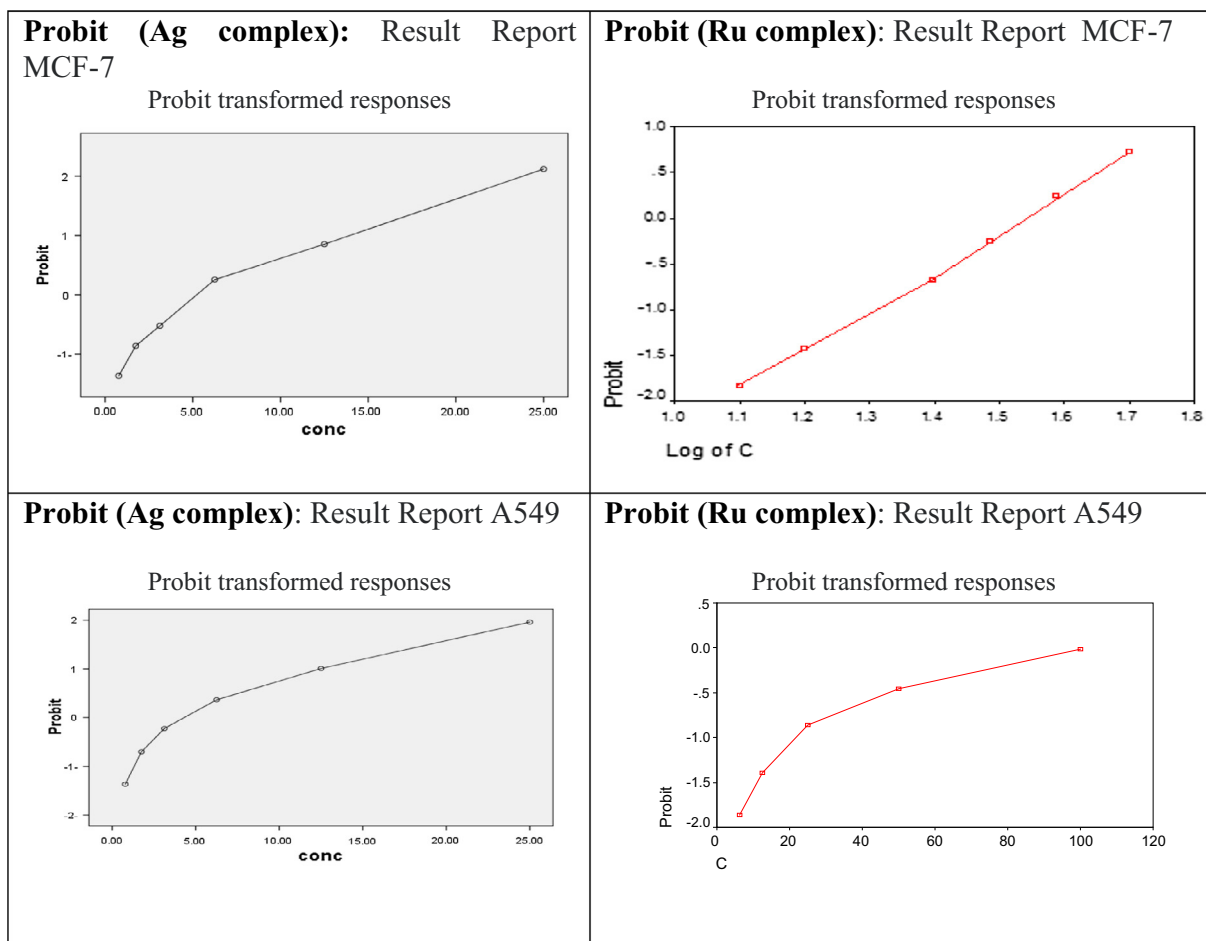 Probit (Ag complex): Result Report
MCF-7
Probit transformed responses
2
1
0
-1-
Probit
0.00 5.00 10.00 15.00 20.00 25.00
conc
Probit (Ru complex): Result Report MCF-7
Probit transformed responses
1.0
.5
0.0
-.5
-1.0
-1.5
-2.0
Probit
1.0 1.1 1.2 1.3 1.4 1.5 1.6 1.7 1.8
Log of C
Probit (Ag complex): Result Report A549
Probit transformed responses
2
1
0
-1-
-2-
Probit
0.00 5.00 10.00 15.00 20.00 25.00
conc
Probit (Ru complex): Result Report A549
Probit transformed responses
.5
0.0
-.5
-1.0
-1.5
-2.0
Probit
0 20 40 60 80 100 120
C